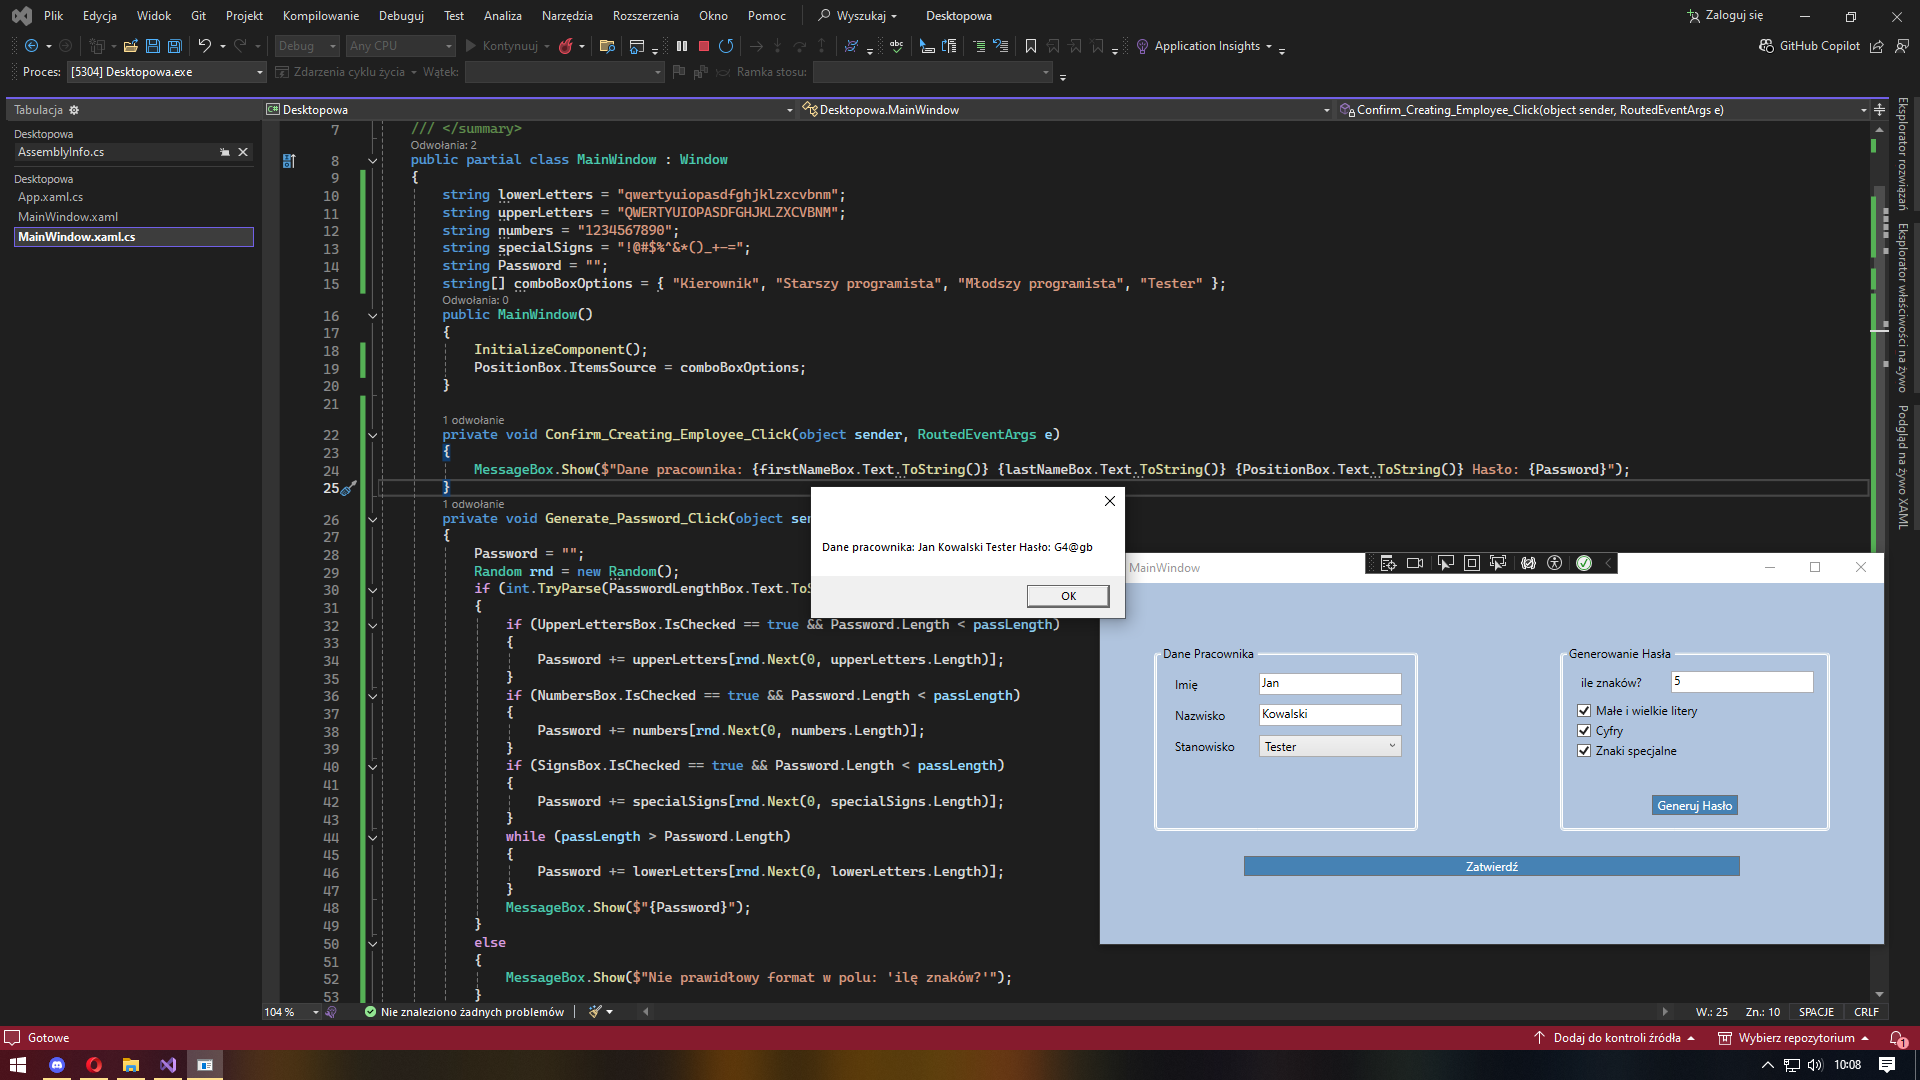 Plik Edycja Widok Git Projekt Kompilowanie Debuguj Test Analiza Narzędzia Rozszerzenia Okno Pomoc Wyszukaj Desktopowa Zaloguj się
Debug Any CPU Kontynuuj Application Insights GitHub Copilot
Proces: [5304] Desktopowa.exe Zdarzenia cyklu życia Wątek: Ramka stosu:
Tabulacja
Desktopowa
AssemblyInfo.cs
Desktopowa
App.xaml.cs
MainWindow.xaml
MainWindow.xaml.cs
Desktopowa Desktopowa.MainWindow Confirm_Creating_Employee_Click(object sender, RoutedEventArgs e)
7 /// </summary>
Odwołania: 2
8 public partial class MainWindow : Window
9 {
10 string lowerLetters = "qwertyuiopasdfghjklzxcvbnm";
11 string upperLetters = "QWERTYUIOPASDFGHJKLZXCVBNM";
12 string numbers = "1234567890";
13 string specialSigns = "!@#$%^&*()_+-=";
14 string Password = "";
15 string[] comboBoxOptions = { "Kierownik", "Starszy programista", "Młodszy programista", "Tester" };
Odwołania: 0
16 public MainWindow()
17 {
18 InitializeComponent();
19 PositionBox.ItemsSource = comboBoxOptions;
20 }
21
1 odwołanie
22 private void Confirm_Creating_Employee_Click(object sender, RoutedEventArgs e)
23 {
24 MessageBox.Show($"Dane pracownika: {firstNameBox.Text.ToString()} {lastNameBox.Text.ToString()} {PositionBox.Text.ToString()} Hasło: {Password}");
25 }
1 odwołanie
26 private void Generate_Password_Click(object sen
27 {
28 Password = "";
29 Random rnd = new Random();
30 if (int.TryParse(PasswordLengthBox.Text.ToS
31 {
32 if (UpperLettersBox.IsChecked == true && Password.Length < passLength)
33 {
34 Password += upperLetters[rnd.Next(0, upperLetters.Length)];
35 }
36 if (NumbersBox.IsChecked == true && Password.Length < passLength)
37 {
38 Password += numbers[rnd.Next(0, numbers.Length)];
39 }
40 if (SignsBox.IsChecked == true && Password.Length < passLength)
41 {
42 Password += specialSigns[rnd.Next(0, specialSigns.Length)];
43 }
44 while (passLength > Password.Length)
45 {
46 Password += lowerLetters[rnd.Next(0, lowerLetters.Length)];
47 }
48 MessageBox.Show($"{Password}");
49 }
50 else
51 {
52 MessageBox.Show($"Nie prawidłowy format w polu: 'ilę znaków?'");
53 }
Dane pracownika: Jan Kowalski Tester Hasło: G4@gb
OK
MainWindow
Dane Pracownika
Imię Jan
Nazwisko Kowalski
Stanowisko Tester
Generowanie Hasła
ile znaków? 5
Małe i wielkie litery
Cyfry
Znaki specjalne
Generuj Hasło
Zatwierdź
Eksplorator rozwiązań
Eksplorator właściwości na żywo
Podgląd na żywo XAML
104 % Nie znaleziono żadnych problemów W.: 25 Zn.: 10 SPACJE CRLF
Gotowe Dodaj do kontroli źródła Wybierz repozytorium 1
10:08